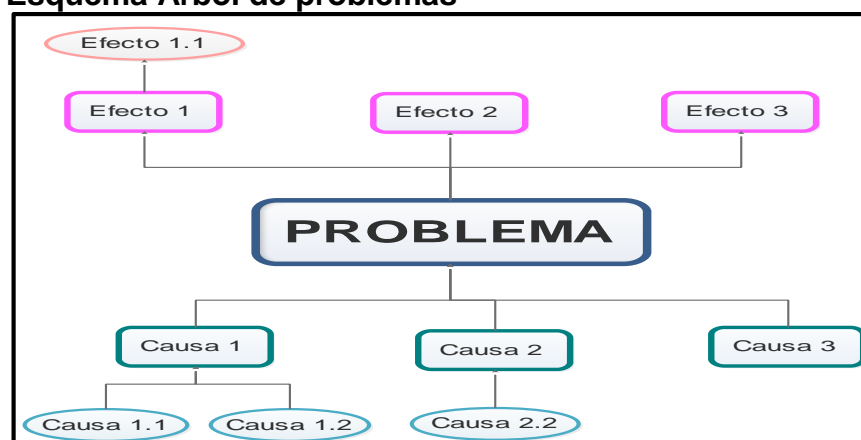 Esquema Árbol de problemas
Efecto 1.1
Efecto 1
Efecto 2
Efecto 3
PROBLEMA
Causa 1
Causa 2
Causa 3
Causa 1.1
Causa 1.2
Causa 2.2